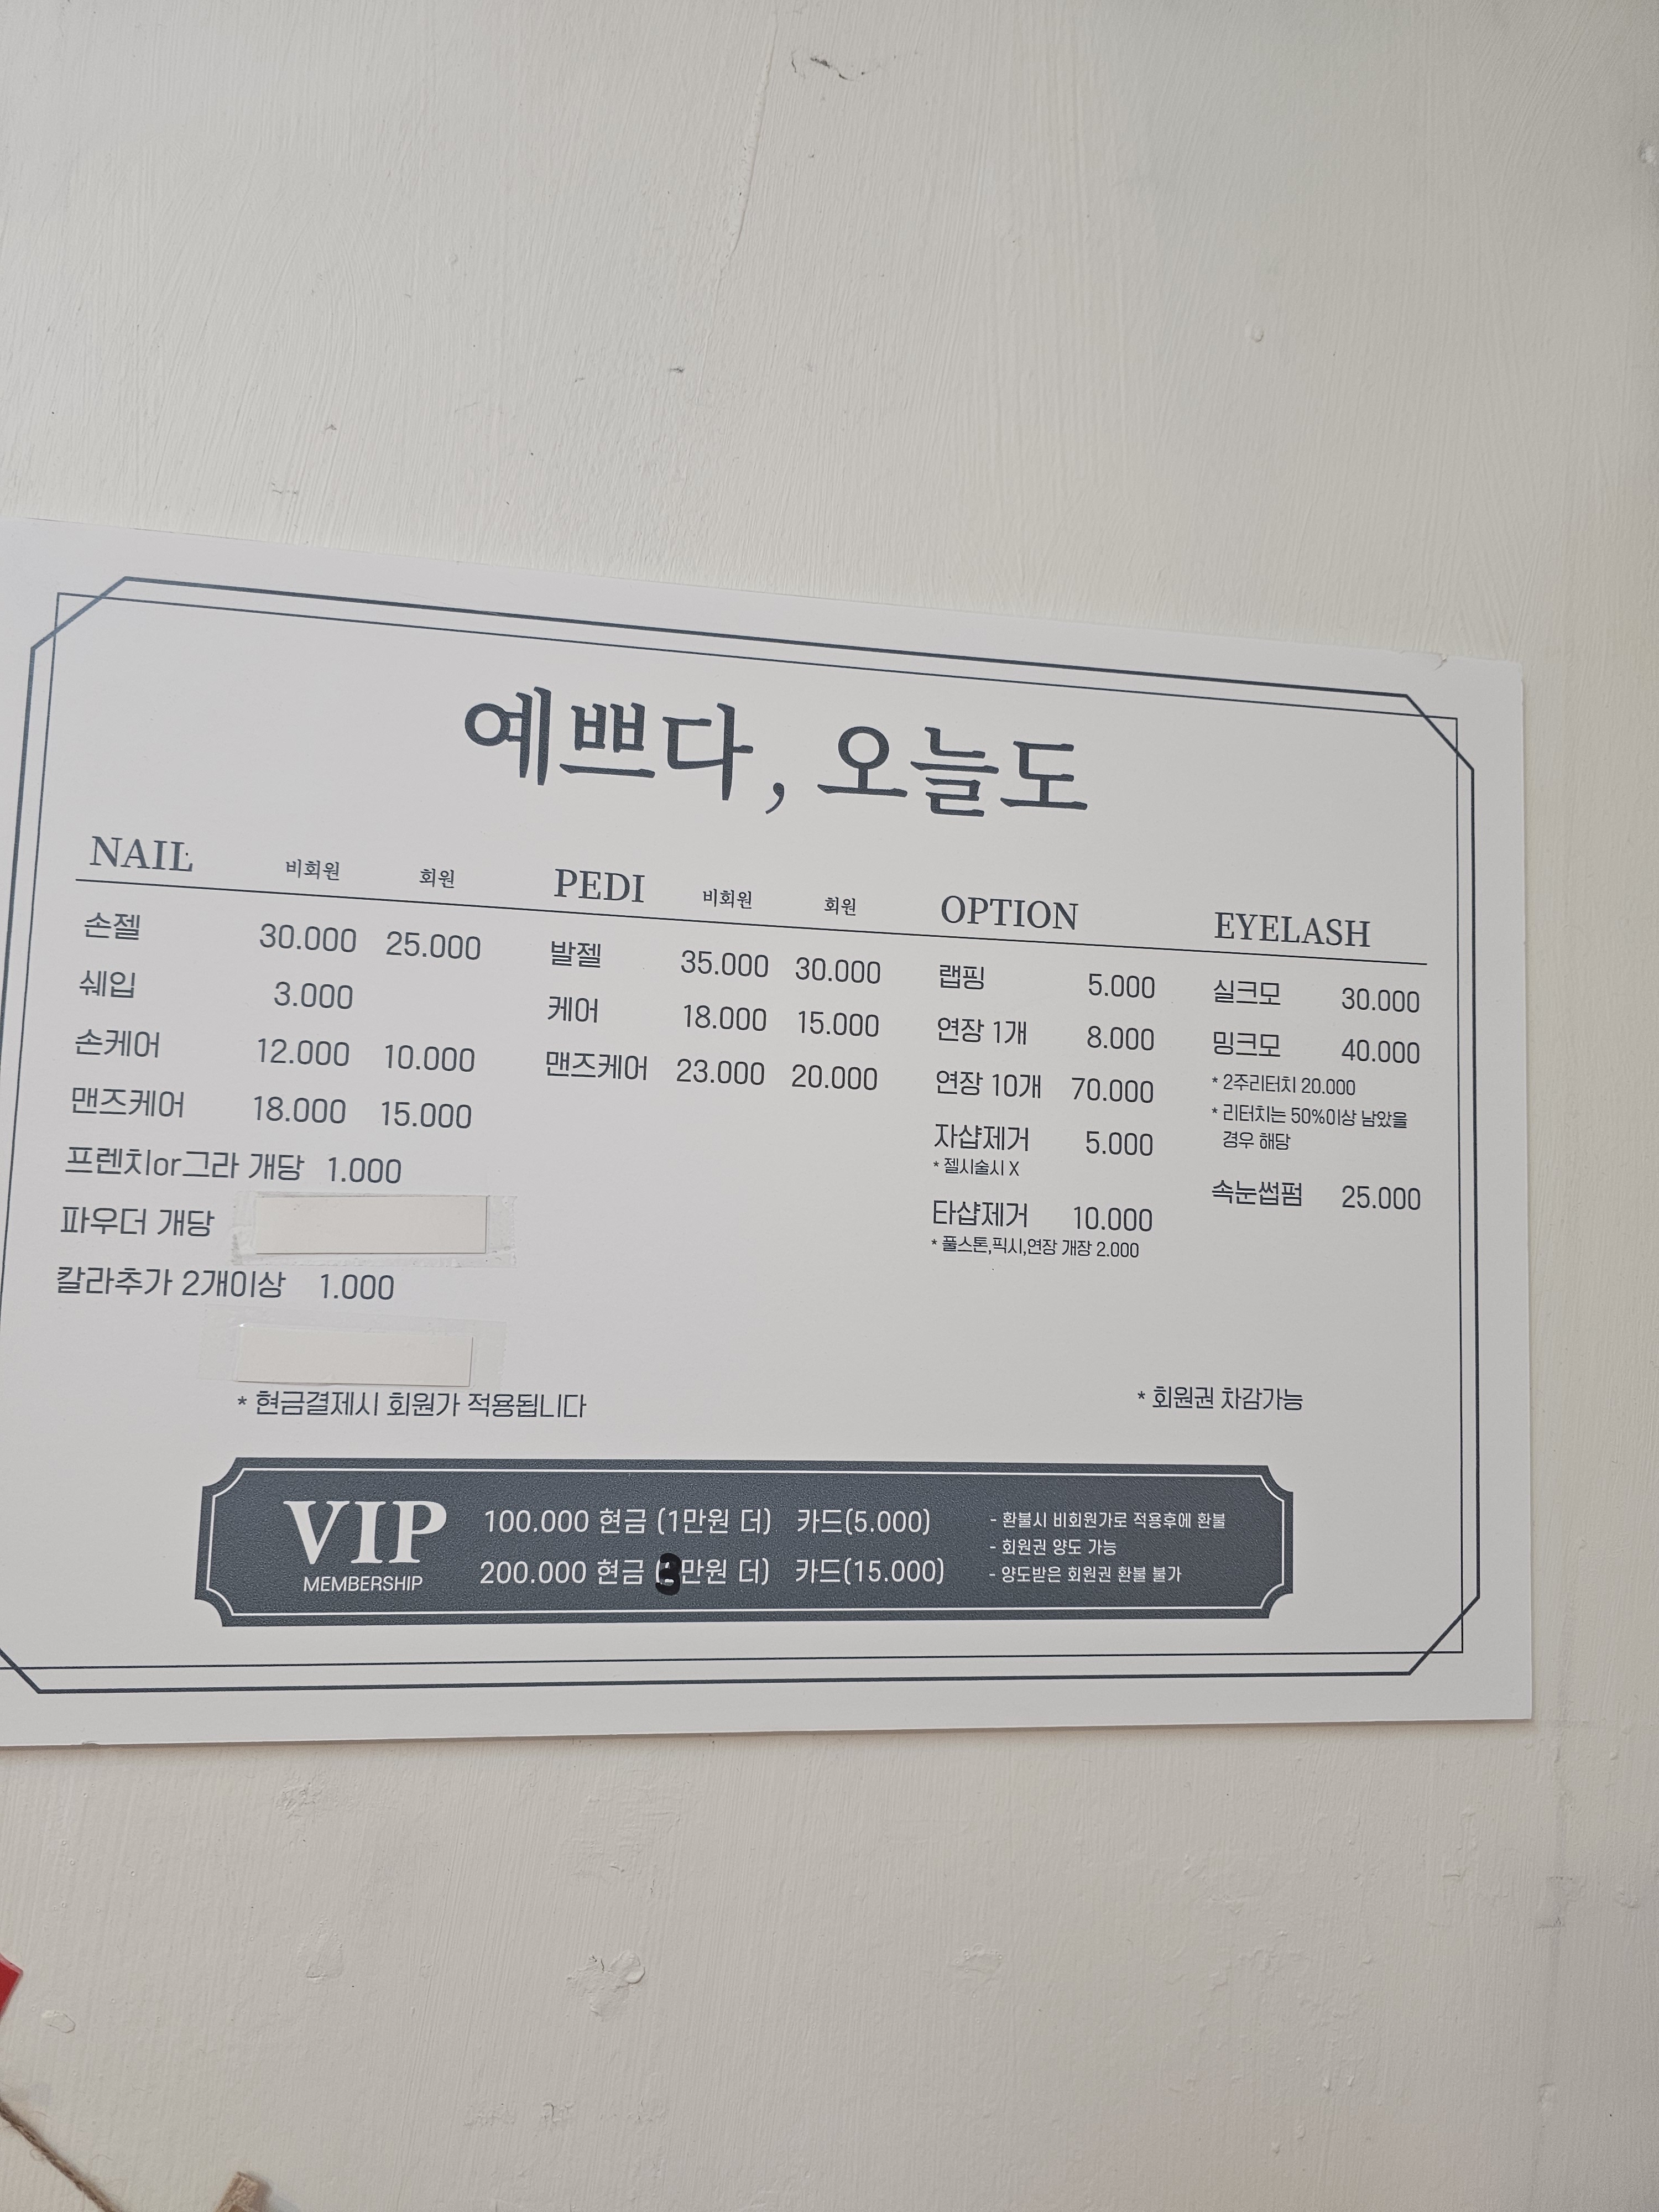 예쁘다, 오늘도
NAIL 비회원 회원
손젤 30.000 25.000
쉐입 3.000
손케어 12.000 10.000
맨즈케어 18.000 15.000
프렌치or그라 개당 1.000
파우더 개당
칼라추가 2개이상 1.000
* 현금결제시 회원가 적용됩니다
PEDI 비회원 회원
발젤 35.000 30.000
케어 18.000 15.000
맨즈케어 23.000 20.000
OPTION
랩핑 5.000
연장 1개 8.000
연장 10개 70.000
자샵제거 5.000
* 젤시술시 X
타샵제거 10.000
* 풀스톤,픽시,연장 개장 2.000
EYELASH
실크모 30.000
밍크모 40.000
* 2주리터치 20.000
* 리터치는 50%이상 남았을
경우 해당
속눈썹펌 25.000
* 회원권 차감가능
VIP
MEMBERSHIP
100.000 현금 (1만원 더) 카드(5.000)
200.000 현금 (3만원 더) 카드(15.000)
- 환불시 비회원가로 적용후에 환불
- 회원권 양도 가능
- 양도받은 회원권 환불 불가